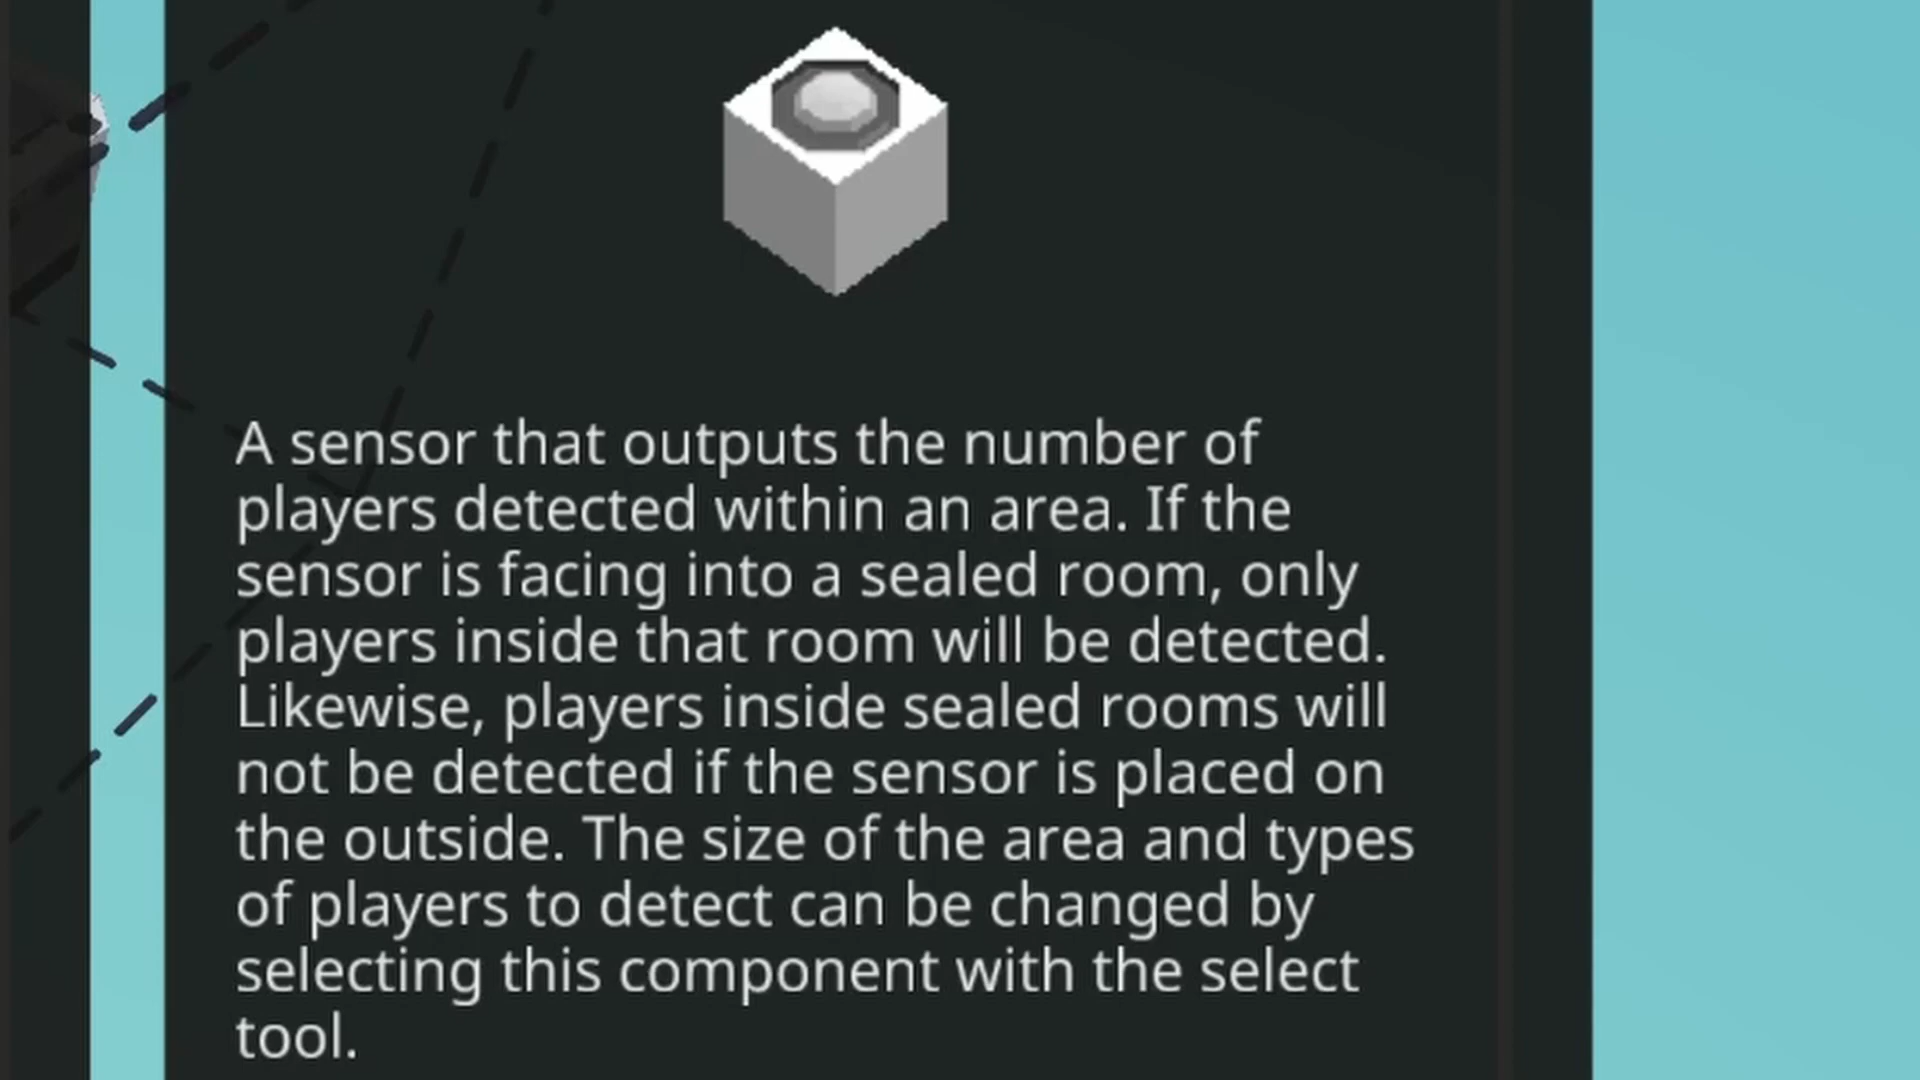 A sensor that outputs the number of
players detected within an area. If the
sensor is facing into a sealed room, only
players inside that room will be detected.
Likewise, players inside sealed rooms will
not be detected if the sensor is placed on
the outside. The size of the area and types
of players to detect can be changed by
selecting this component with the select
tool.